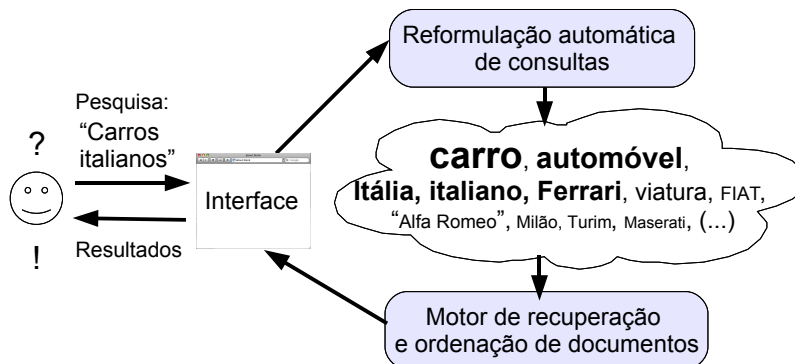 Reformulação automática
de consultas
Pesquisa:
“Carros
italianos”
?
carro, automóvel,
Itália, italiano, Ferrari, viatura, FIAT,
“Alfa Romeo”, Milão, Turim, Maserati, (...)
Interface
Resultados
!
Motor de recuperação
e ordenação de documentos